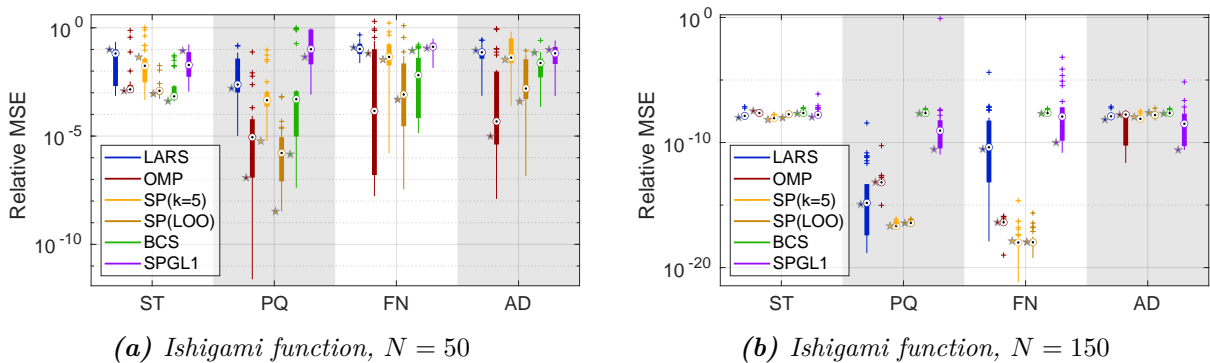 10^0
10^-5
10^-10
Relative MSE
LARS
OMP
SP(k=5)
SP(LOO)
BCS
SPGL1
ST PQ FN AD
(a) Ishigami function, N = 50
10^0
10^-10
10^-20
Relative MSE
LARS
OMP
SP(k=5)
SP(LOO)
BCS
SPGL1
ST PQ FN AD
(b) Ishigami function, N = 150